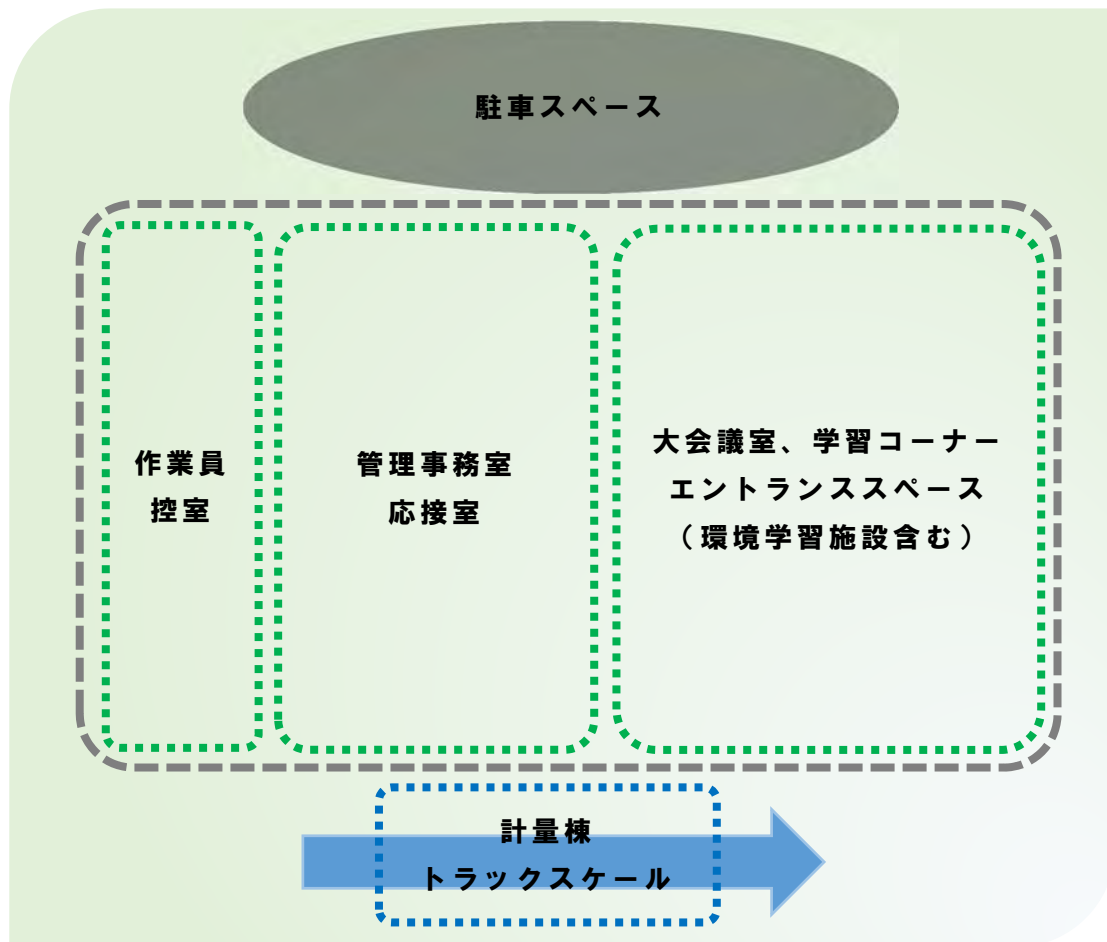 駐車スペース
作業員
控室
管理事務室
応接室
大会議室、学習コーナー
エントランススペース
（環境学習施設含む）
計量棟
トラックスケール